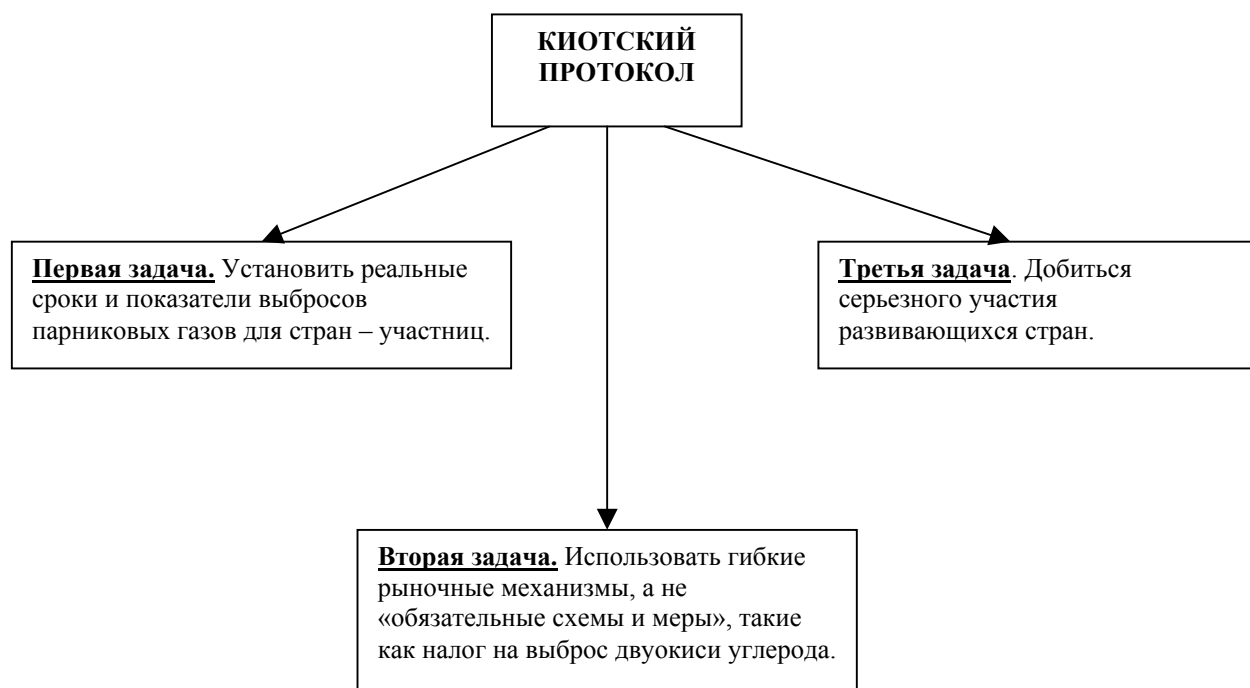 КИОТСКИЙ
ПРОТОКОЛ
Первая задача. Установить реальные
сроки и показатели выбросов
парниковых газов для стран – участниц.
Третья задача. Добиться
серьезного участия
развивающихся стран.
Вторая задача. Использовать гибкие
рыночные механизмы, а не
«обязательные схемы и меры», такие
как налог на выброс двуокиси углерода.